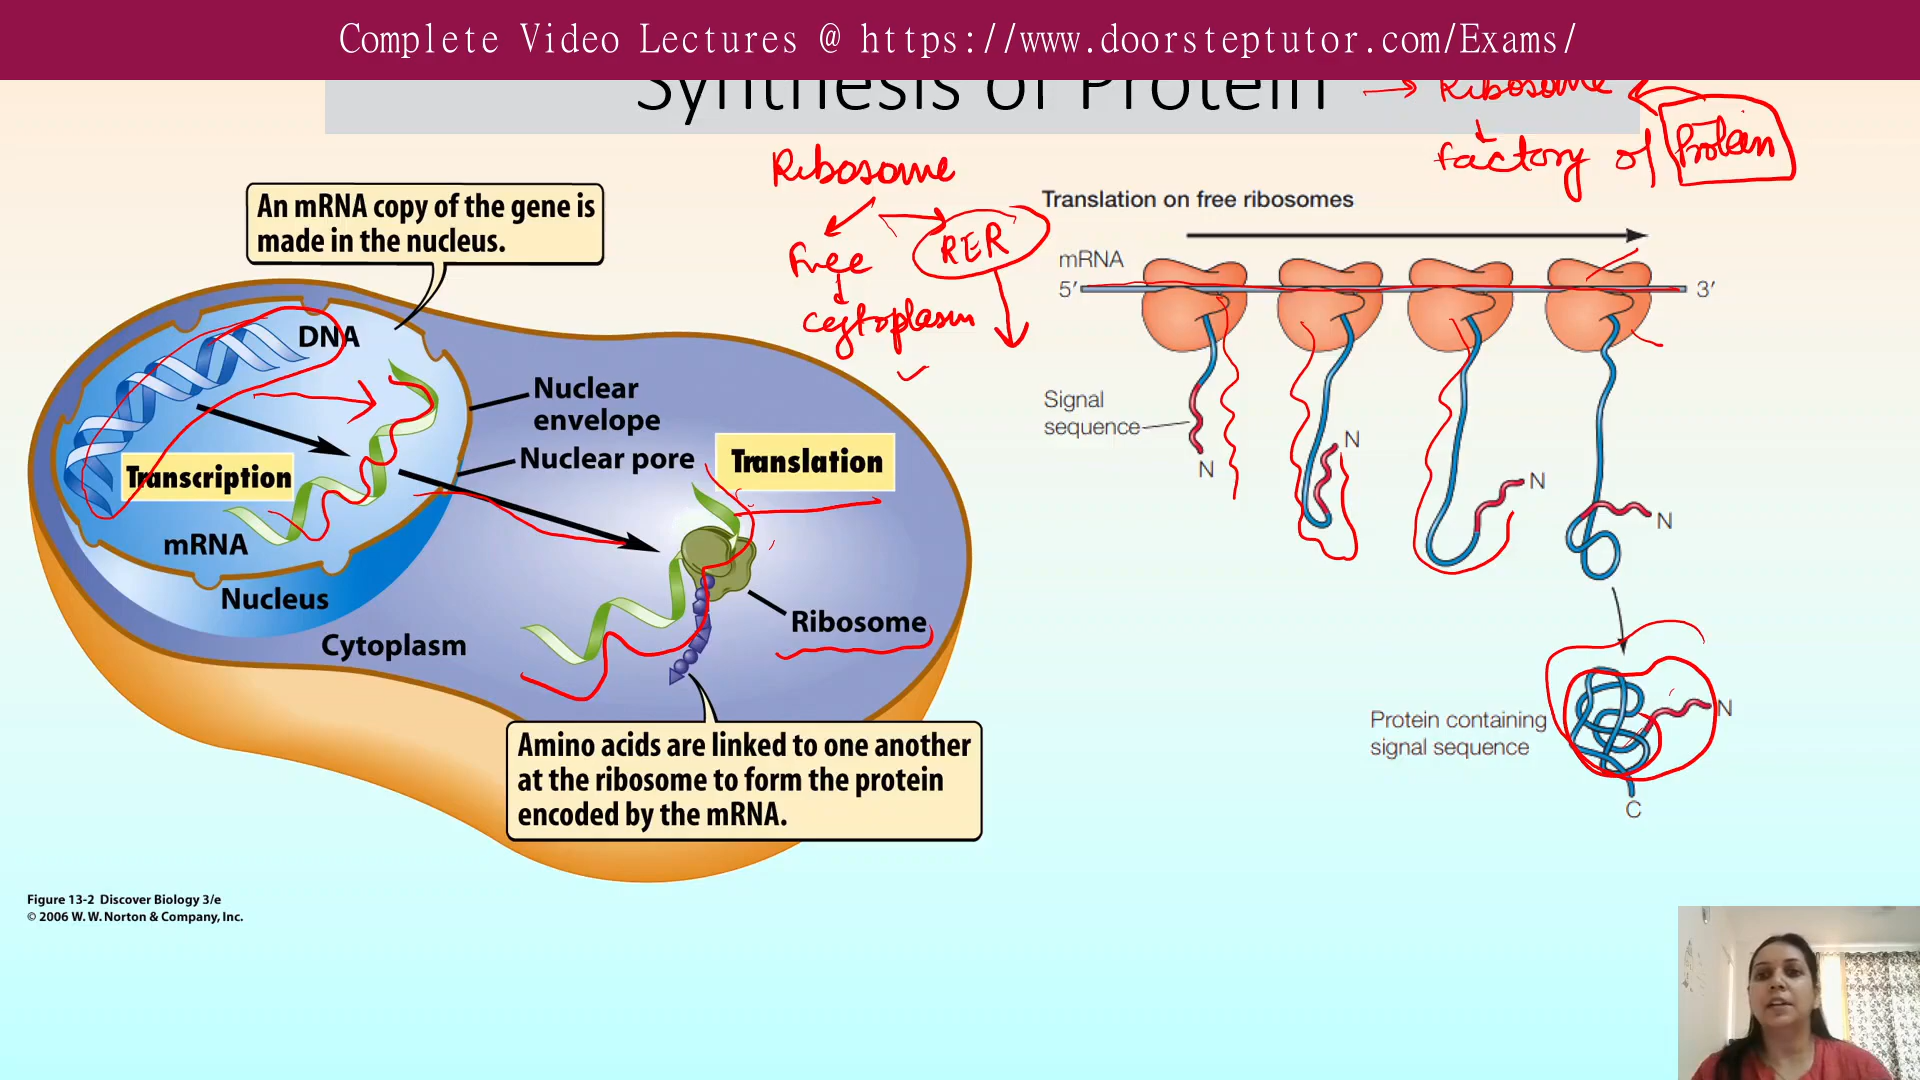 Complete Video Lectures @ https://www.doorsteptutor.com/Exams/
Synthesis of Protein
→ Ribosome
factory of Protein
Ribosome
Free
RER
Cytoplasm
An mRNA copy of the gene is
made in the nucleus.
DNA
Transcription
mRNA
Nucleus
Nuclear
envelope
Nuclear pore
Translation
Cytoplasm
Ribosome
Amino acids are linked to one another
at the ribosome to form the protein
encoded by the mRNA.
Figure 13-2 Discover Biology 3/e
© 2006 W. W. Norton & Company, Inc.
Translation on free ribosomes
mRNA
5′
3′
Signal
sequence
N
N
N
N
Protein containing
signal sequence
N
C